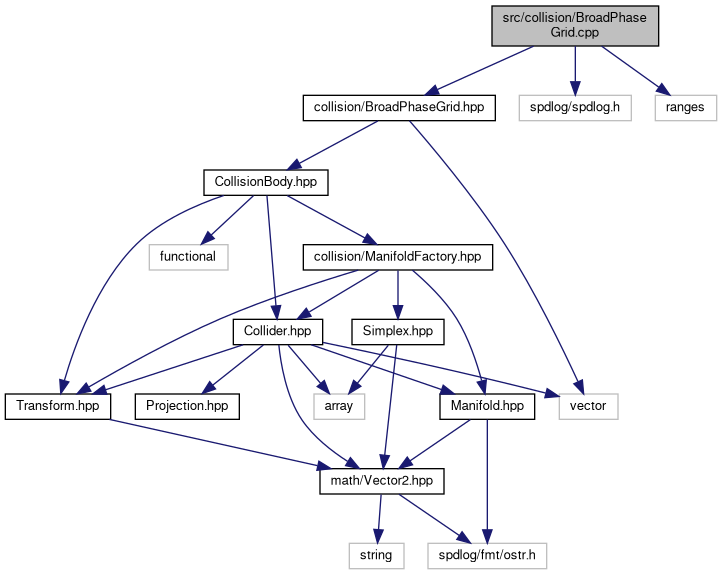 src/collision/BroadPhase
Grid.cpp
collision/BroadPhaseGrid.hpp
spdlog/spdlog.h
ranges
CollisionBody.hpp
functional
collision/ManifoldFactory.hpp
Collider.hpp
Simplex.hpp
Transform.hpp
Projection.hpp
array
Manifold.hpp
vector
math/Vector2.hpp
string
spdlog/fmt/ostr.h